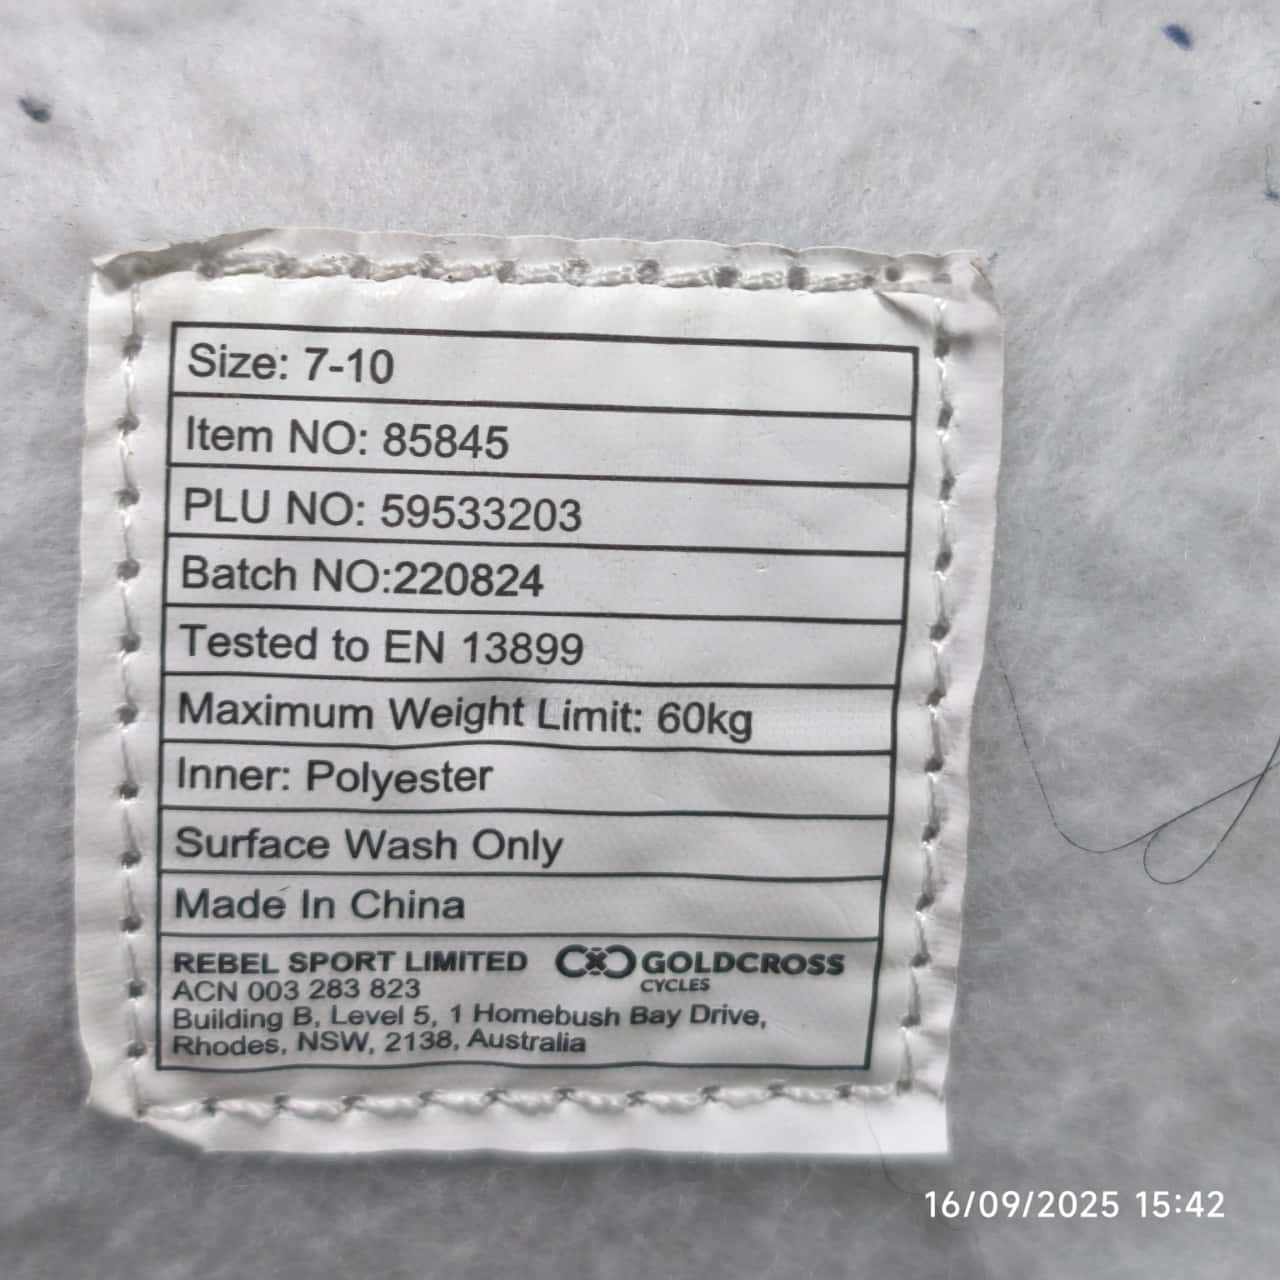 Size: 7-10
Item NO: 85845
PLU NO: 59533203
Batch NO:220824
Tested to EN 13899
Maximum Weight Limit: 60kg
Inner: Polyester
Surface Wash Only
Made In China
REBEL SPORT LIMITED
ACN 003 283 823
Building B, Level 5, 1 Homebush Bay Drive,
Rhodes, NSW, 2138, Australia
GOLDCROSS
CYCLES
16/09/2025 15:42